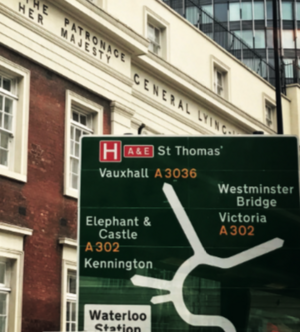 THE PATRONAGE
HER MAJESTY
GENERAL LYING
H A&E St Thomas'
Vauxhall A3036
Westminster
Bridge
Victoria
A302
Elephant &
Castle
A302
Kennington
Waterloo
Station